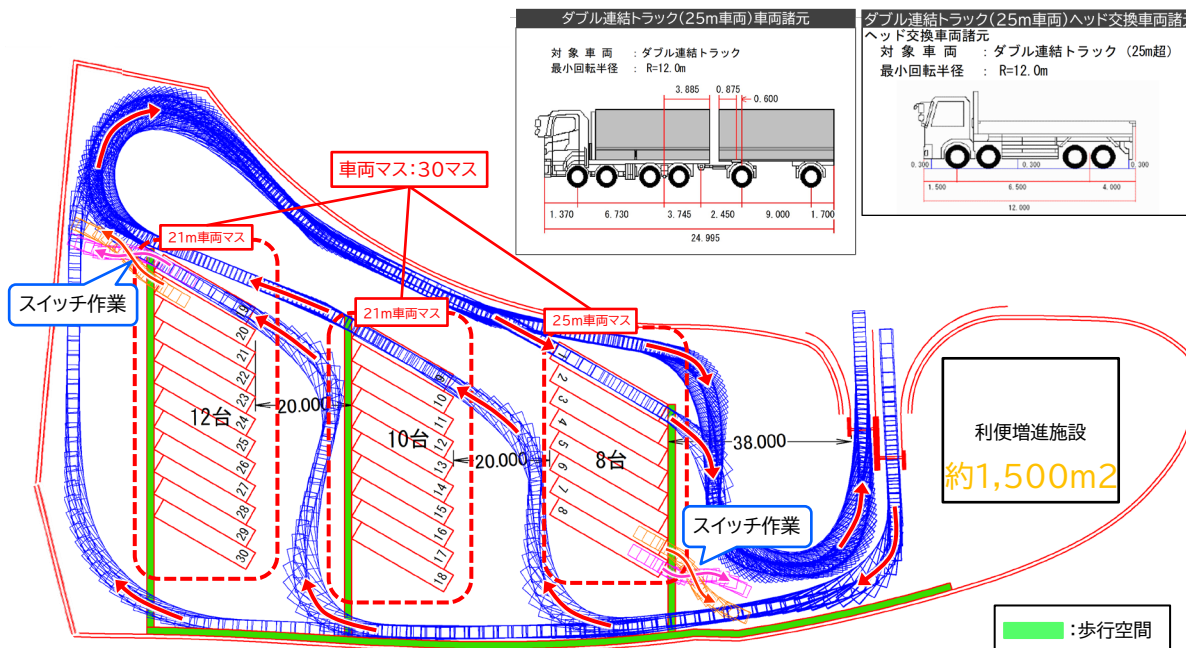 ダブル連結トラック(25m車両)車両諸元
対 象 車 両 : ダブル連結トラック
最小回転半径 : R=12.0m
3.885
0.875
0.600
1.370
6.730
3.745
2.450
9.000
1.700
24.995
ダブル連結トラック(25m車両)ヘッド交換車両諸元
ヘッド交換車両諸元
対 象 車 両 : ダブル連結トラック (25m超)
最小回転半径 : R=12.0m
0.300
0.300
0.300
1.500
6.500
4.000
12.000
車両マス:30マス
21m車両マス
21m車両マス
25m車両マス
スイッチ作業
19
20
21
22
23
24
25
26
27
28
29
30
12台
20.000
9
10
11
12
13
14
15
16
17
18
10台
20.000
1
2
3
4
5
6
7
8
8台
38.000
スイッチ作業
利便増進施設
約1,500m2
:歩行空間